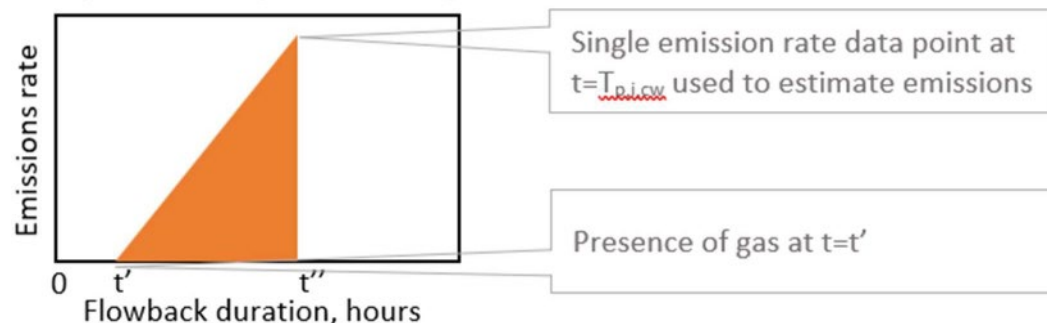 Emissions rate
Single emission rate data point at
t=Tp,j,cw used to estimate emissions
Presence of gas at t=t’
0 t’ t’’
Flowback duration, hours